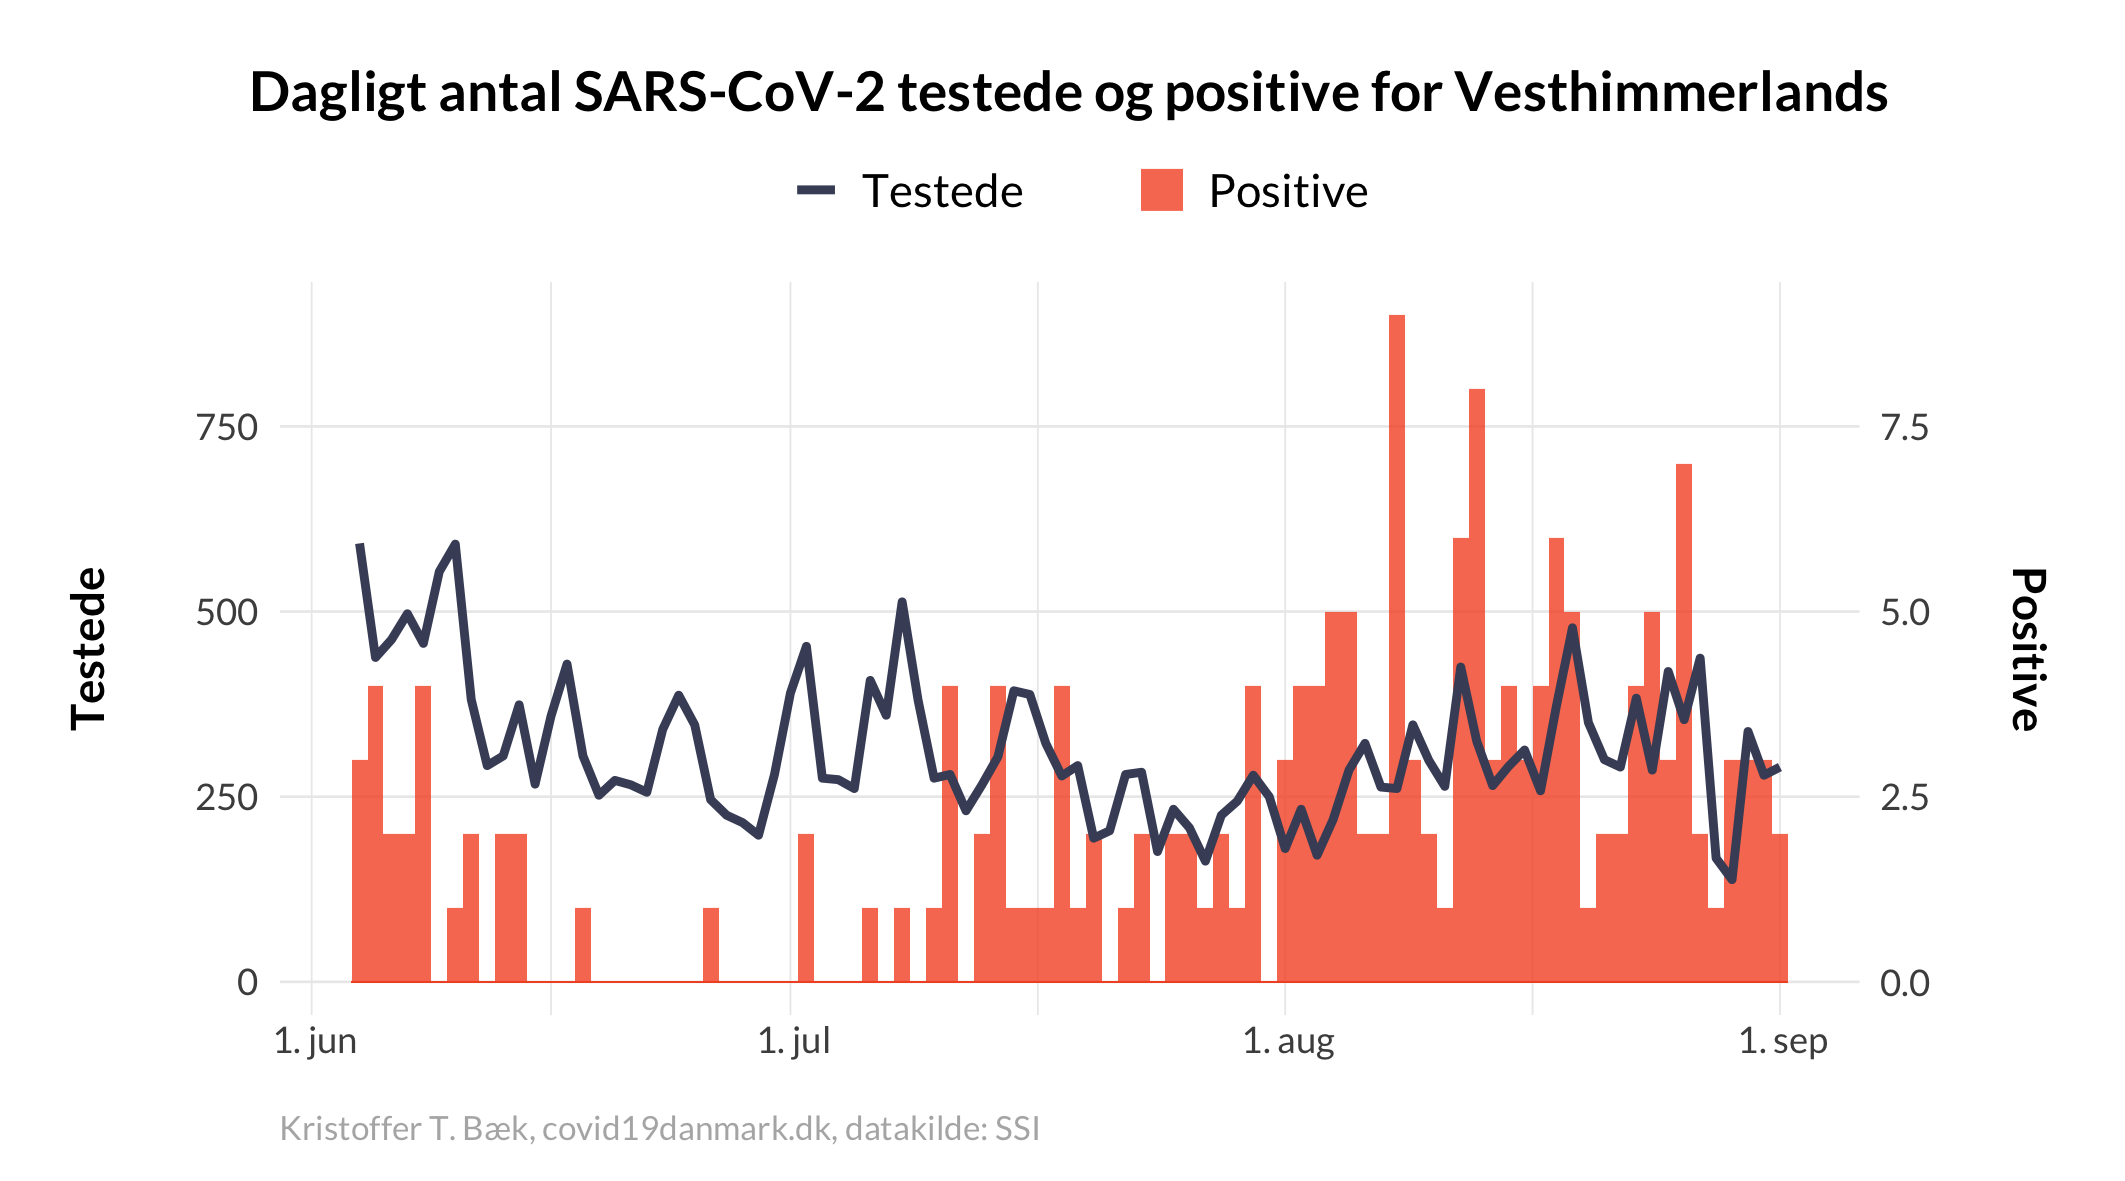 Dagligt antal SARS-CoV-2 testede og positive for Vesthimmerlands
Testede Positive
750 7.5
500 5.0
250 2.5
0 0.0
Testede
Positive
1. jun 1. jul 1. aug 1. sep
Kristoffer T. Bæk, covid19danmark.dk, datakilde: SSI